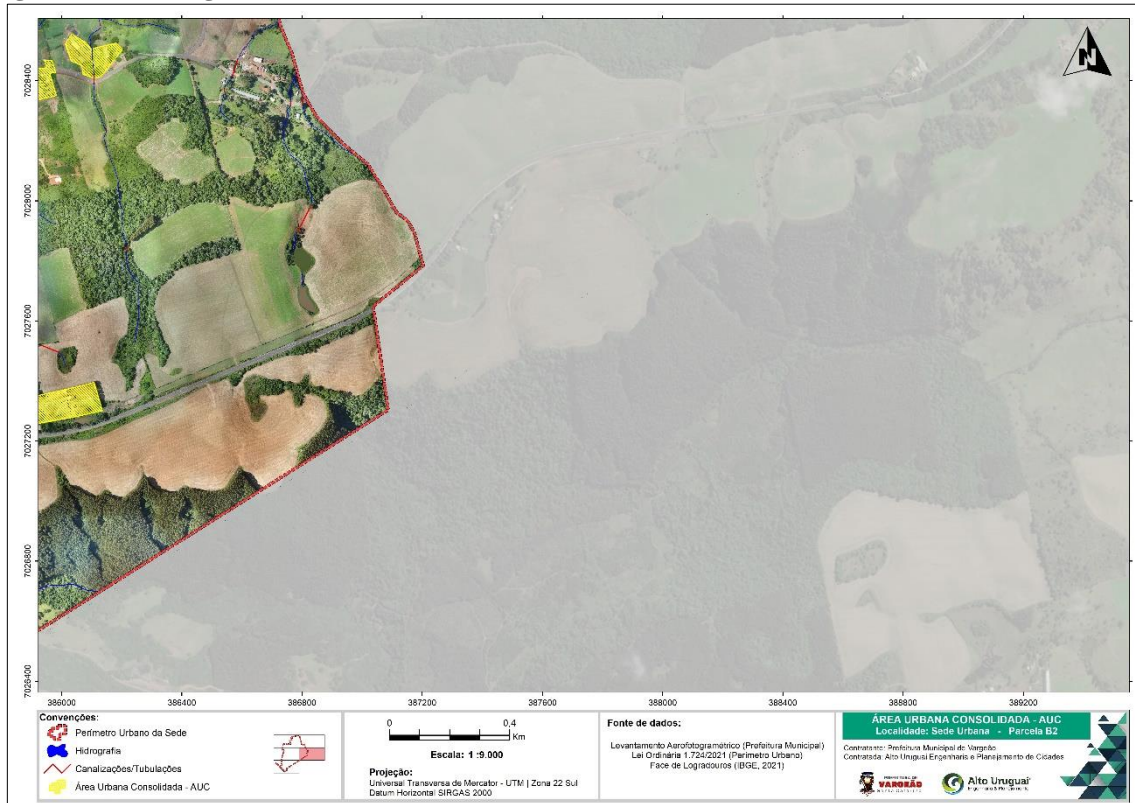 N
7028400
7028000
7027600
7027200
7026800
7026400
386000
386400
386800
387200
387600
388000
388400
388800
389200
Convenções:
Perímetro Urbano da Sede
Hidrografia
Canalizações/Tubulações
Área Urbana Consolidada - AUC
0 0,4
Km
Escala: 1 :9.000
Projeção:
Universal Transversa de Mercator - UTM | Zona 22 Sul
Datum Horizontal SIRGAS 2000
Fonte de dados:
Levantamento Aerofotogramétrico (Prefeitura Municipal)
Lei Ordinária 1.724/2021 (Perímetro Urbano)
Face de Logradouros (IBGE, 2021)
ÁREA URBANA CONSOLIDADA - AUC
Localidade: Sede Urbana - Parcela B2
Contratante: Prefeitura Municipal de Vargeão
Contratada: Alto Uruguai Engenharia e Planejamento de Cidades
PREFEITURA DE
VARGEÃO
Alto Uruguai